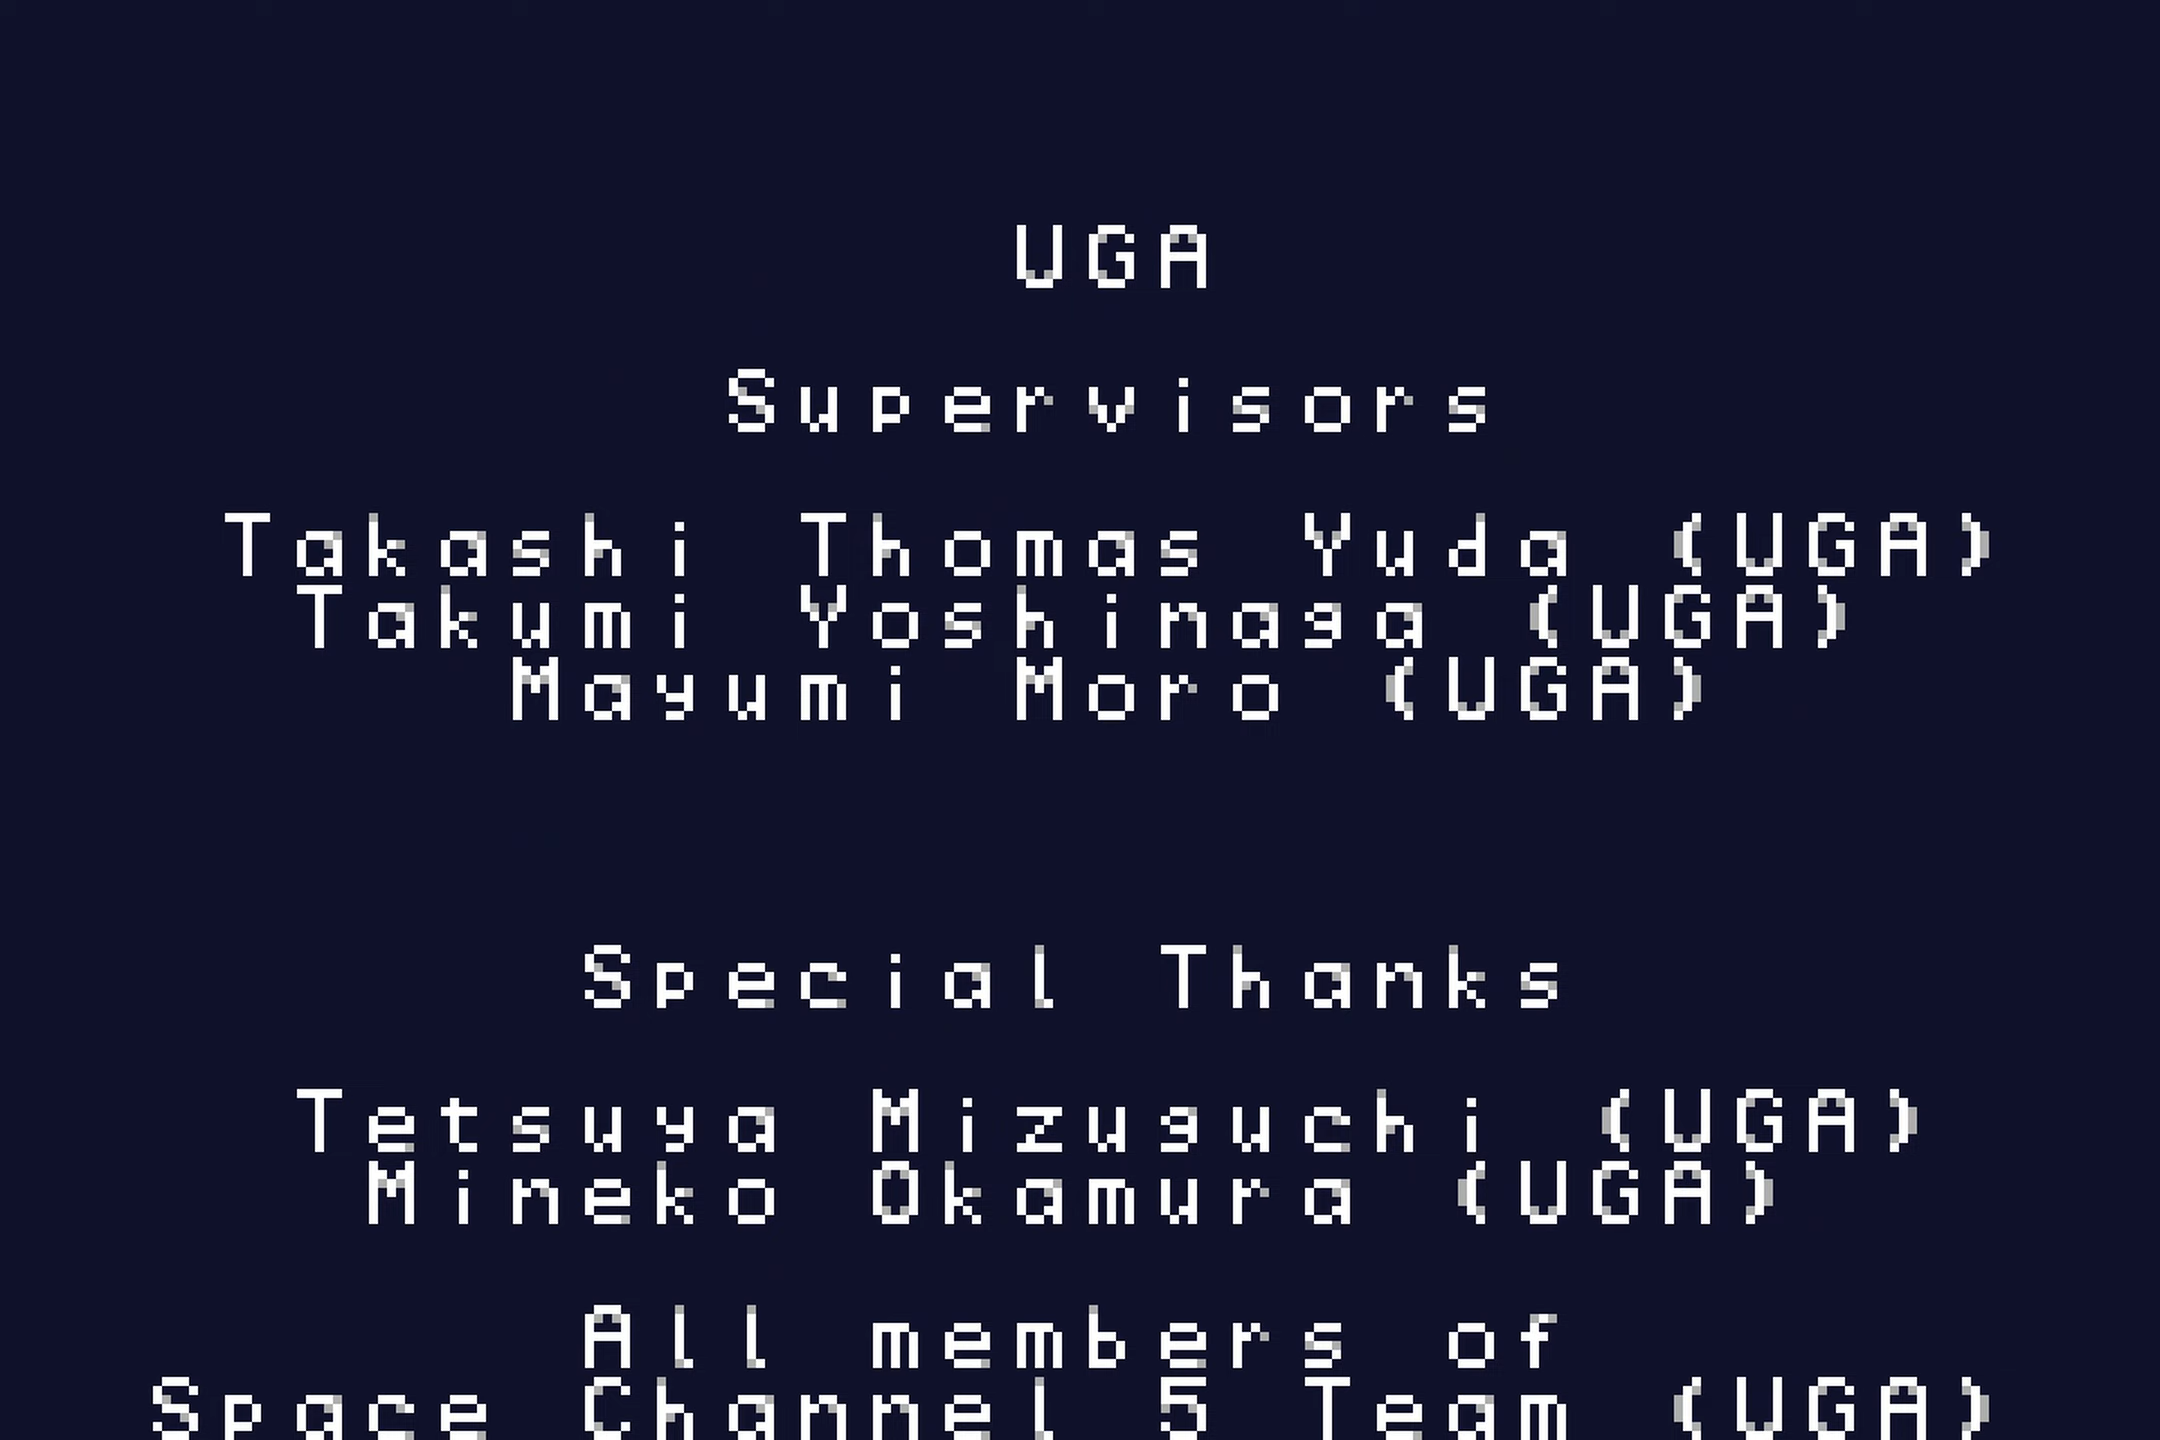 UGA
Supervisors
Takashi Thomas Yuda (UGA)
Takumi Yoshinaga (UGA)
Mayumi Moro (UGA)
Special Thanks
Tetsuya Mizuguchi (UGA)
Mineko Okamura (UGA)
All members of
Space Channel 5 Team (UGA)